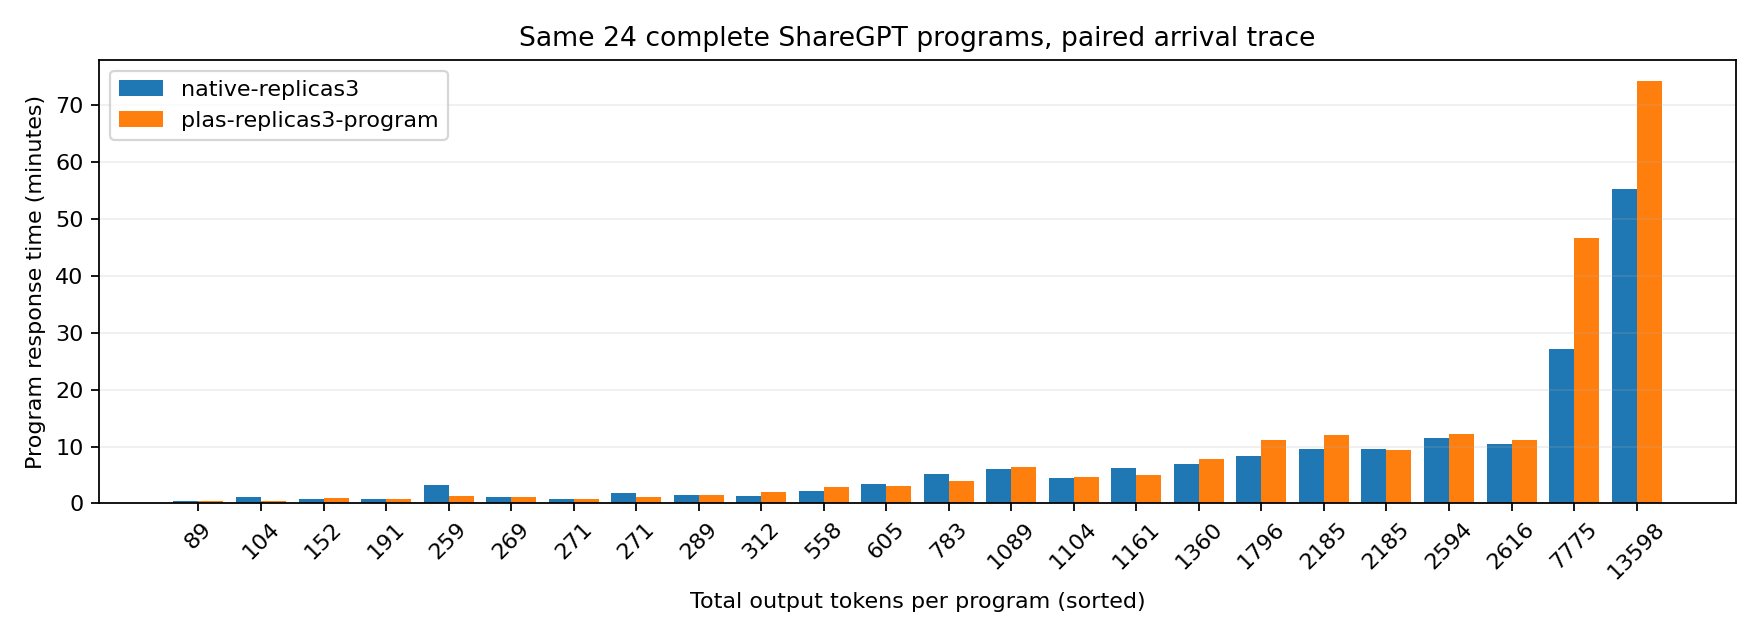 Same 24 complete ShareGPT programs, paired arrival trace
native-replicas3
plas-replicas3-program
Program response time (minutes)
70
60
50
40
30
20
10
0
89 104 152 191 259 269 271 271 289 312 558 605 783 1089 1104 1161 1360 1796 2185 2185 2594 2616 7775 13598
Total output tokens per program (sorted)